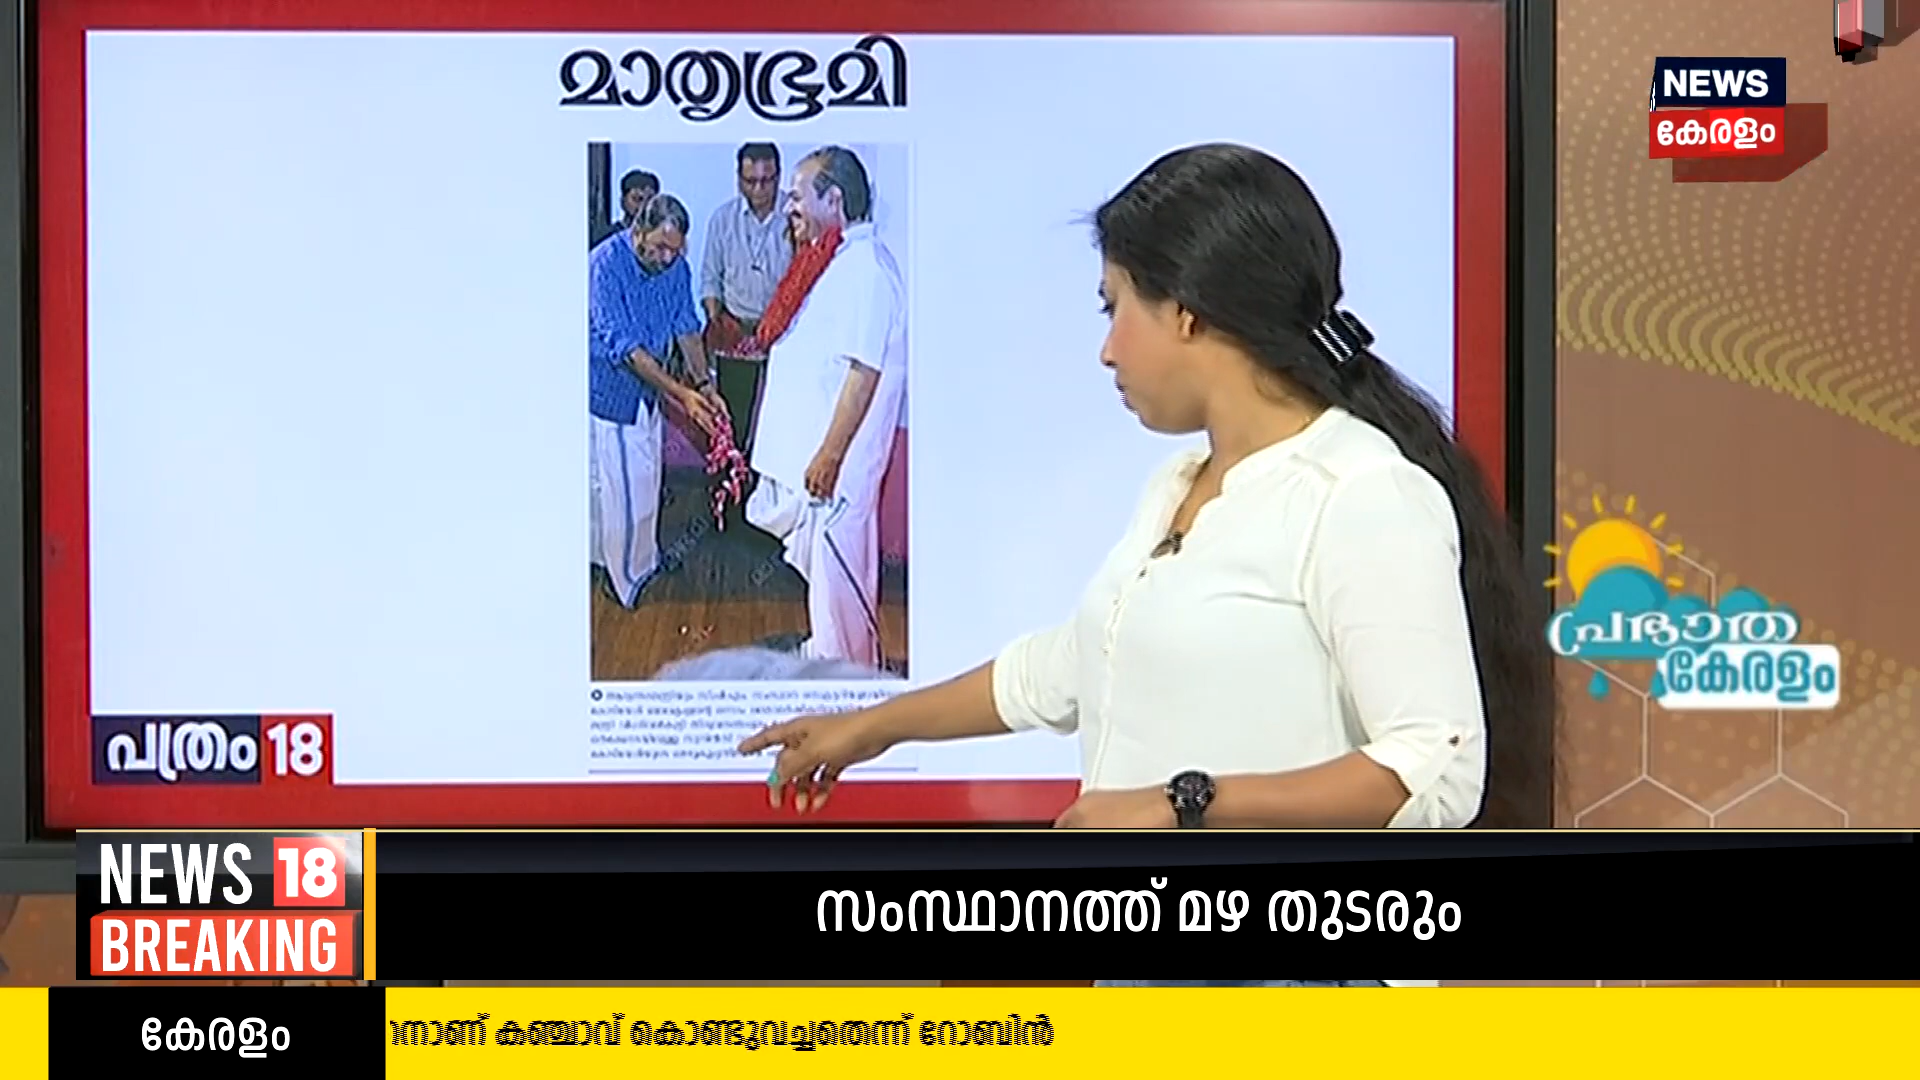 മാതൃഭൂമി
NEWS
കേരളം
പ്രഭാത
കേരളം
പത്രം 18
NEWS 18
BREAKING
സംസ്ഥാനത്ത് മഴ തുടരും
കേരളം
കഞ്ചാവ് കൊണ്ടുവച്ചതെന്ന് റോബിൻ